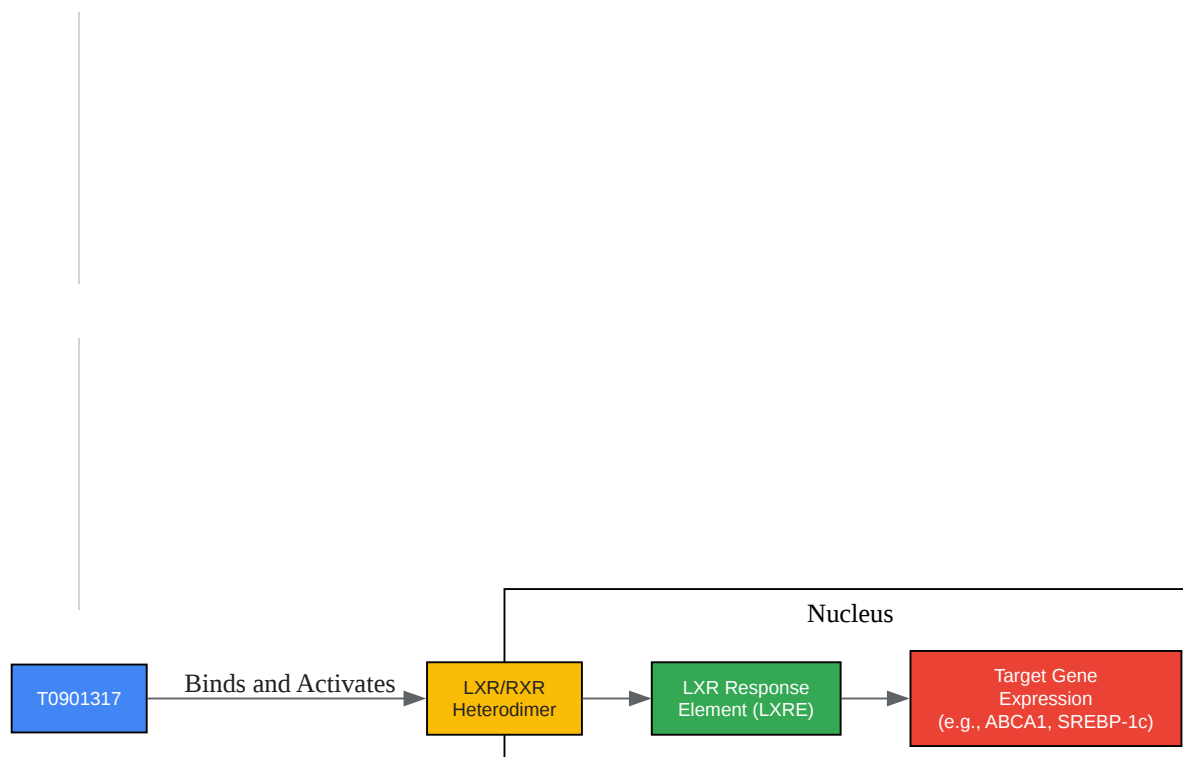 Nucleus
T0901317
Binds and Activates
LXR/RXR
Heterodimer
LXR Response
Element (LXRE)
Target Gene
Expression
(e.g., ABCA1, SREBP-1c)